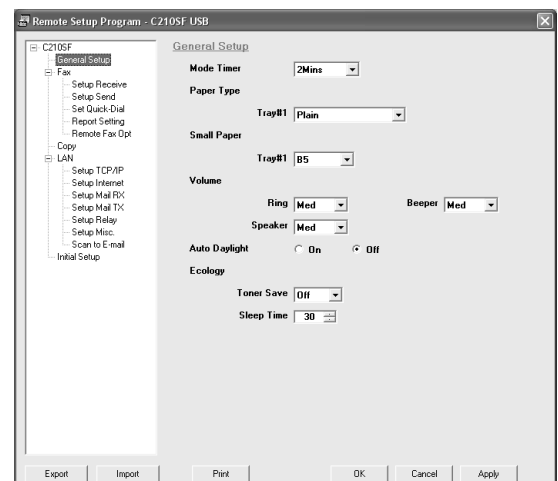 Remote Setup Program - C210SF USB
C210SF
General Setup
Fax
Setup Receive
Setup Send
Set Quick-Dial
Report Setting
Remote Fax Opt
Copy
LAN
Setup TCP/IP
Setup Internet
Setup Mail RX
Setup Mail TX
Setup Relay
Setup Misc.
Scan to E-mail
Initial Setup
General Setup
Mode Timer 2Mins
Paper Type
Tray#1 Plain
Small Paper
Tray#1 B5
Volume
Ring Med Beeper Med
Speaker Med
Auto Daylight On Off
Ecology
Toner Save Off
Sleep Time 30
Export Import Print OK Cancel Apply